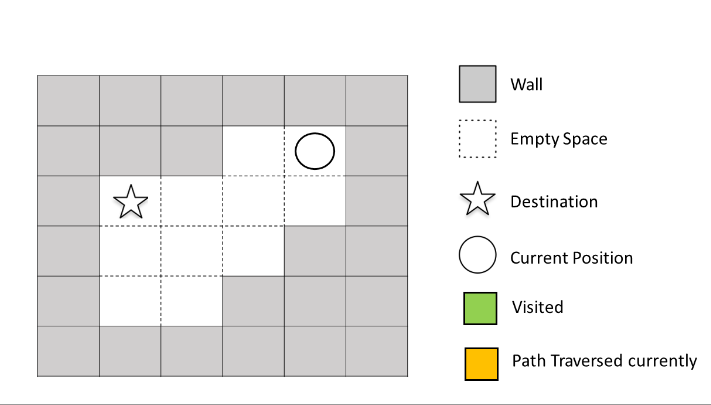 Wall
Empty Space
Destination
Current Position
Visited
Path Traversed currently